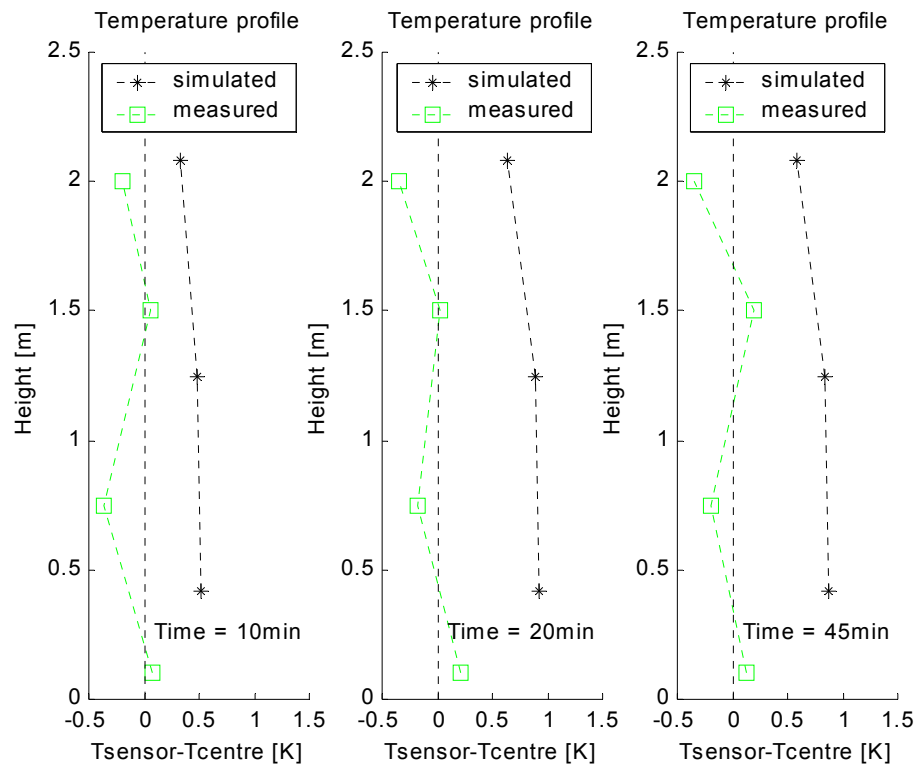 Temperature profile
2.5
simulated
measured
2
1.5
Height [m]
1
0.5
Time = 10min
0
-0.5 0 0.5 1 1.5
Tsensor-Tcentre [K]
Temperature profile
2.5
simulated
measured
2
1.5
Height [m]
1
0.5
Time = 20min
0
-0.5 0 0.5 1 1.5
Tsensor-Tcentre [K]
Temperature profile
2.5
simulated
measured
2
1.5
Height [m]
1
0.5
Time = 45min
0
-0.5 0 0.5 1 1.5
Tsensor-Tcentre [K]